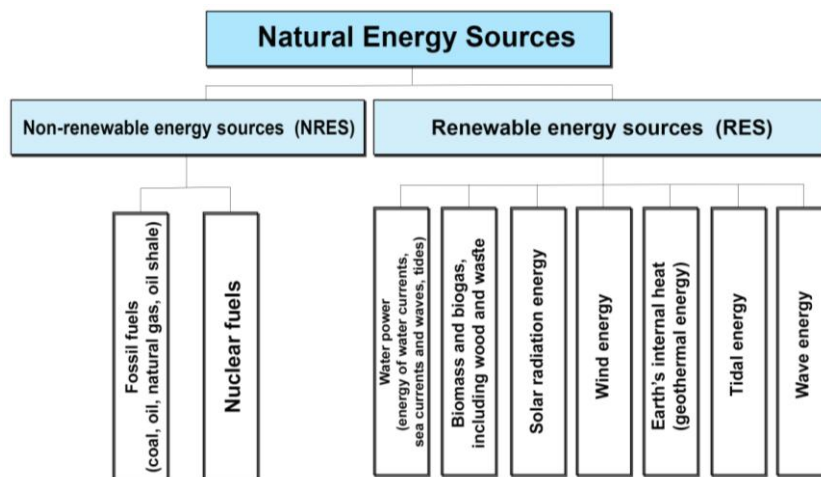 Natural Energy Sources
Non-renewable energy sources (NRES)
Renewable energy sources (RES)
Fossil fuels
(coal, oil, natural gas, oil shale)
Nuclear fuels
Water power
(energy of water currents,
sea currents and waves, tides)
Biomass and biogas,
including wood and waste
Solar radiation energy
Wind energy
Earth's internal heat
(geothermal energy)
Tidal energy
Wave energy